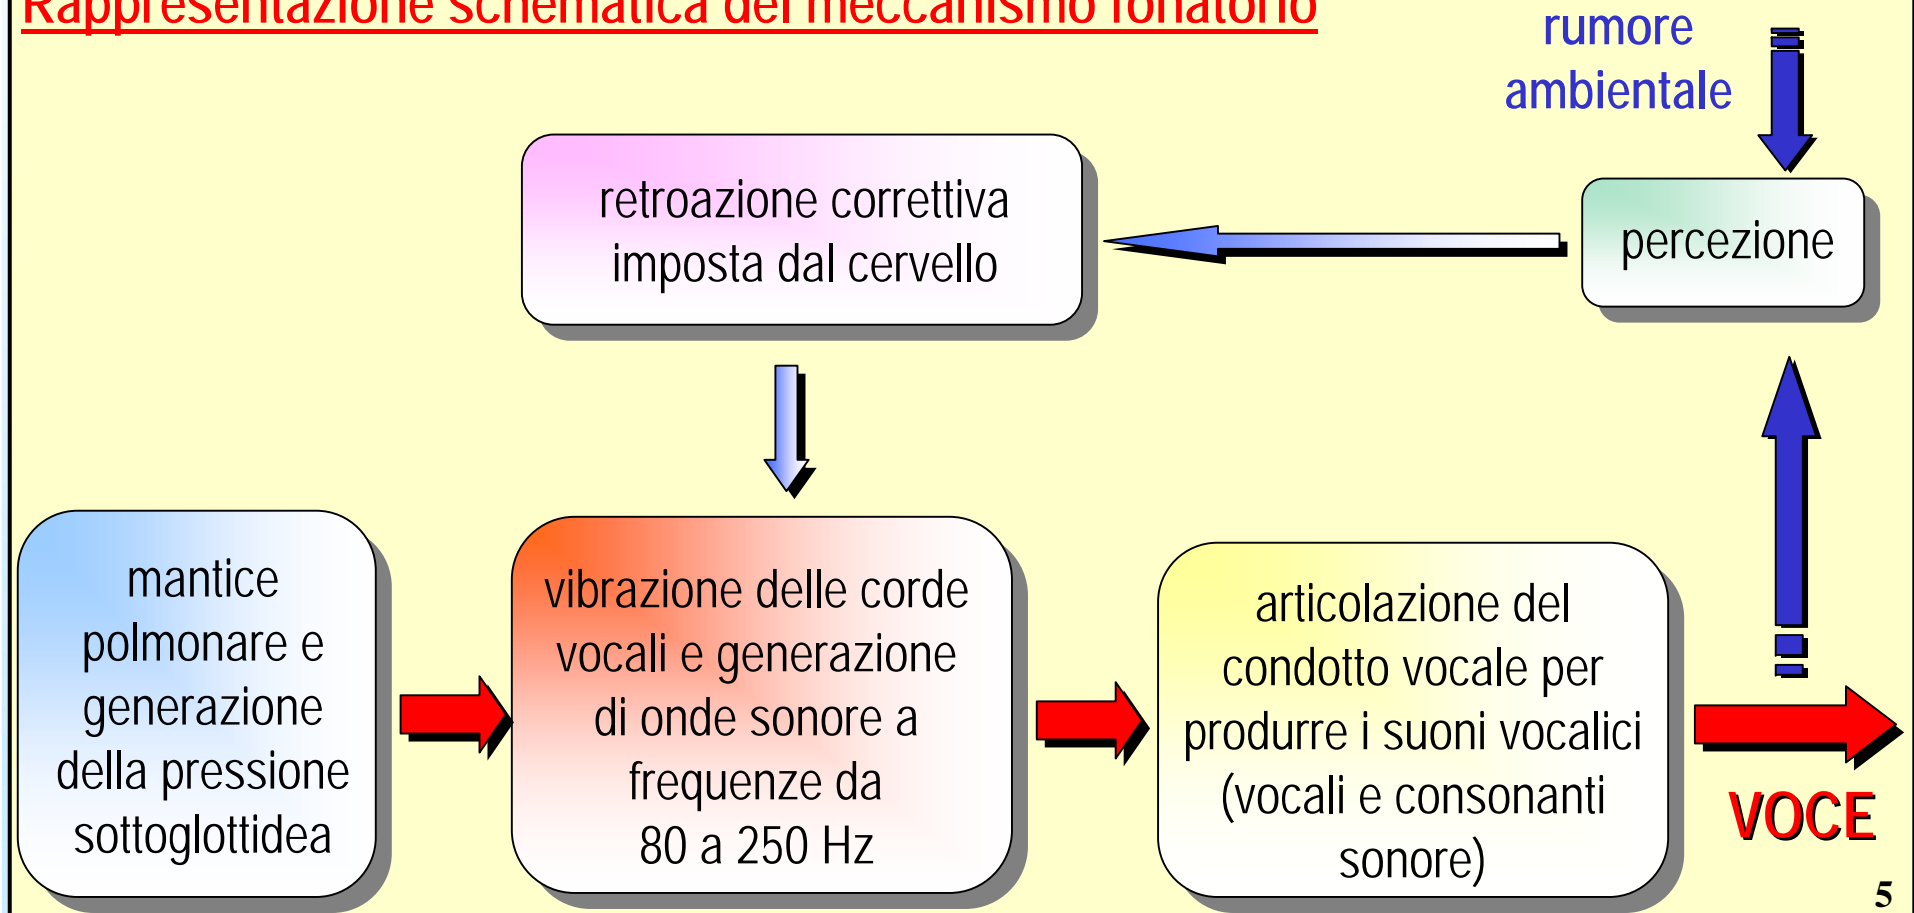 Rappresentazione schematica del meccanismo fonatorio
rumore
ambientale
retroazione correttiva
imposta dal cervello
percezione
mantice
polmonare e
generazione
della pressione
sottoglottidea
vibrazione delle corde
vocali e generazione
di onde sonore a
frequenze da
80 a 250 Hz
articolazione del
condotto vocale per
produrre i suoni vocalici
(vocali e consonanti
sonore)
VOCE
5